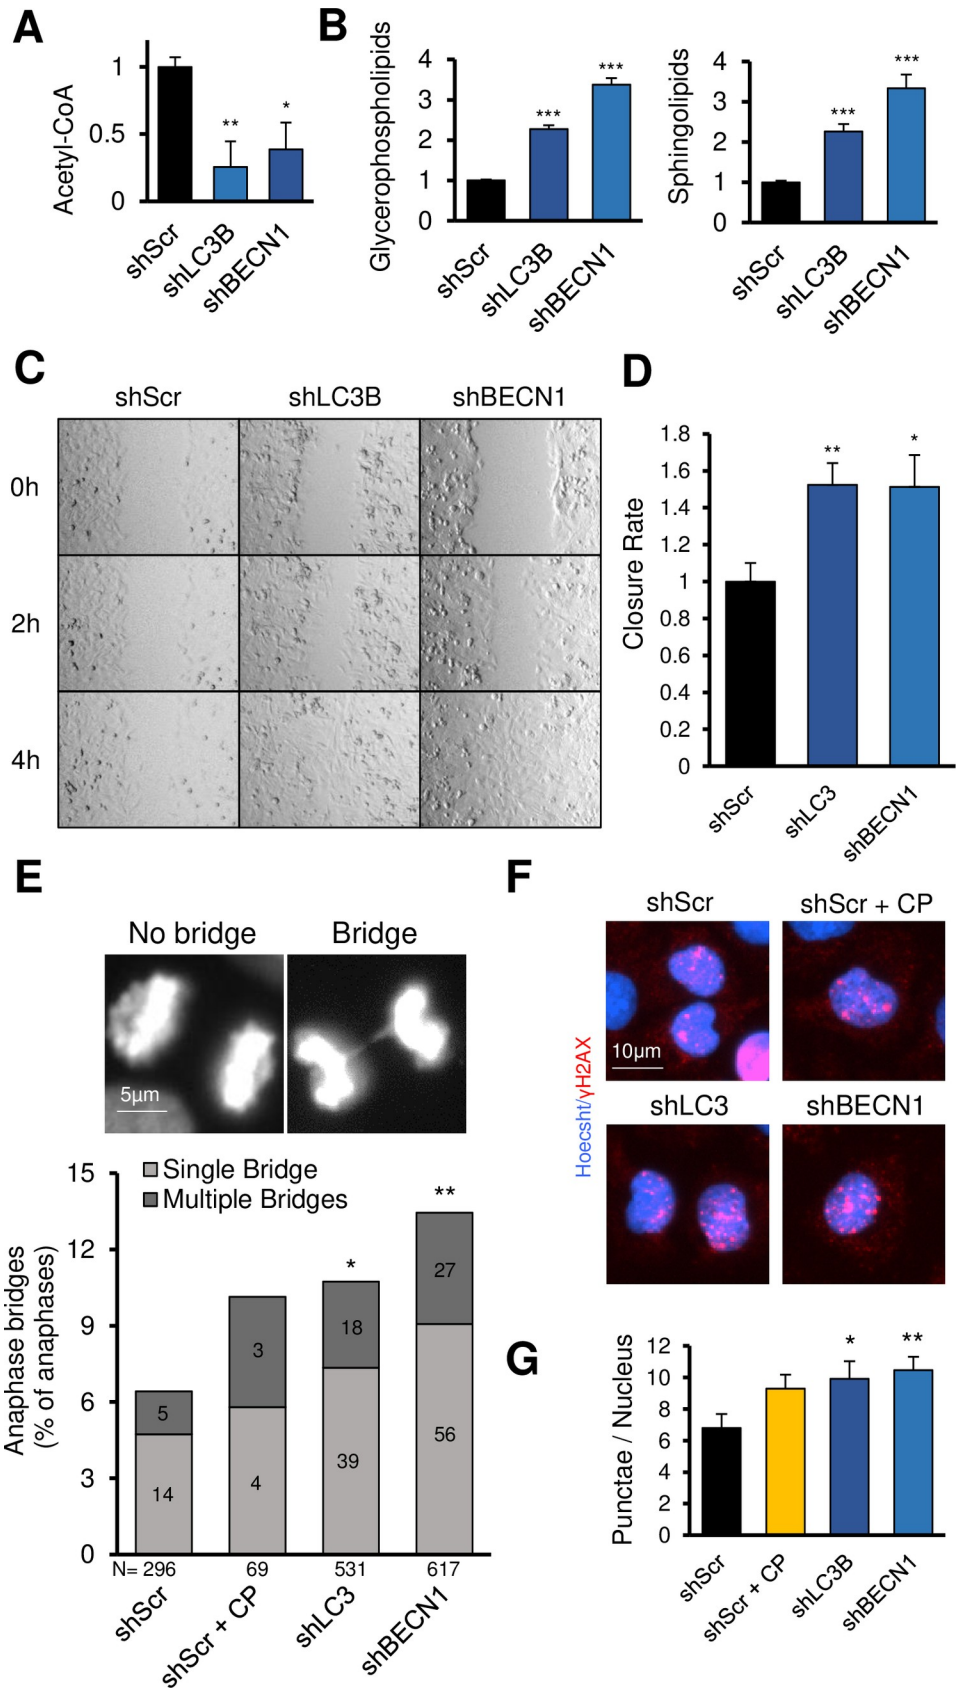 A
Acetyl-CoA
1
0.5
0
**
*
shScr
shLC3B
shBECN1
B
Glycerophospholipids
4
3
2
1
0
***
***
shScr
shLC3B
shBECN1
Sphingolipids
4
3
2
1
0
***
***
shScr
shLC3B
shBECN1
C
shScr shLC3B shBECN1
0h
2h
4h
D
Closure Rate
1.8
1.6
1.4
1.2
1
0.8
0.6
0.4
0.2
0
**
*
shScr
shLC3
shBECN1
E
No bridge Bridge
5µm
Single Bridge
Multiple Bridges
Anaphase bridges
(% of anaphases)
15
12
9
6
3
0
*
**
5
14
3
4
18
39
27
56
N= 296 69 531 617
shScr
shScr + CP
shLC3
shBECN1
F
shScr shScr + CP
10µm
shLC3 shBECN1
Hoecsht/γH2AX
G
Punctae / Nucleus
12
10
8
6
4
2
0
*
**
shScr
shScr + CP
shLC3B
shBECN1